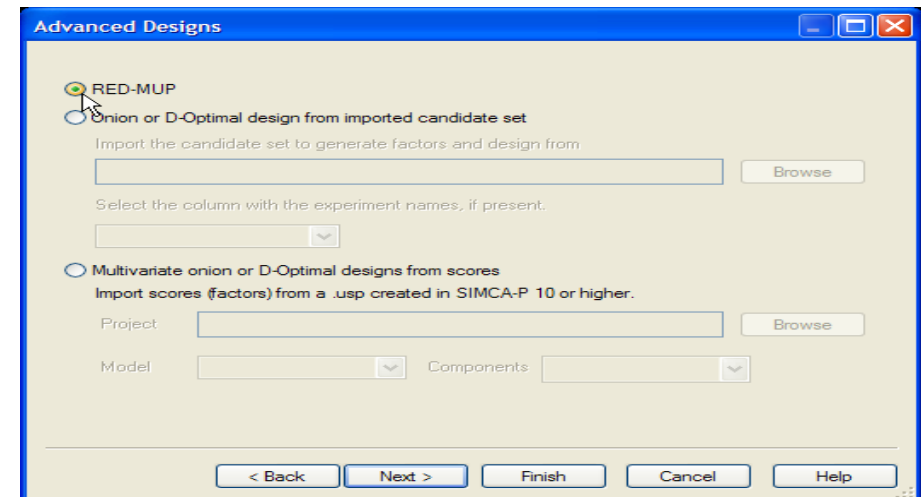 Advanced Designs
RED-MUP
Onion or D-Optimal design from imported candidate set
Import the candidate set to generate factors and design from
Browse
Select the column with the experiment names, if present.
Multivariate onion or D-Optimal designs from scores
Import scores (factors) from a .usp created in SIMCA-P 10 or higher.
Project Browse
Model Components
< Back Next > Finish Cancel Help